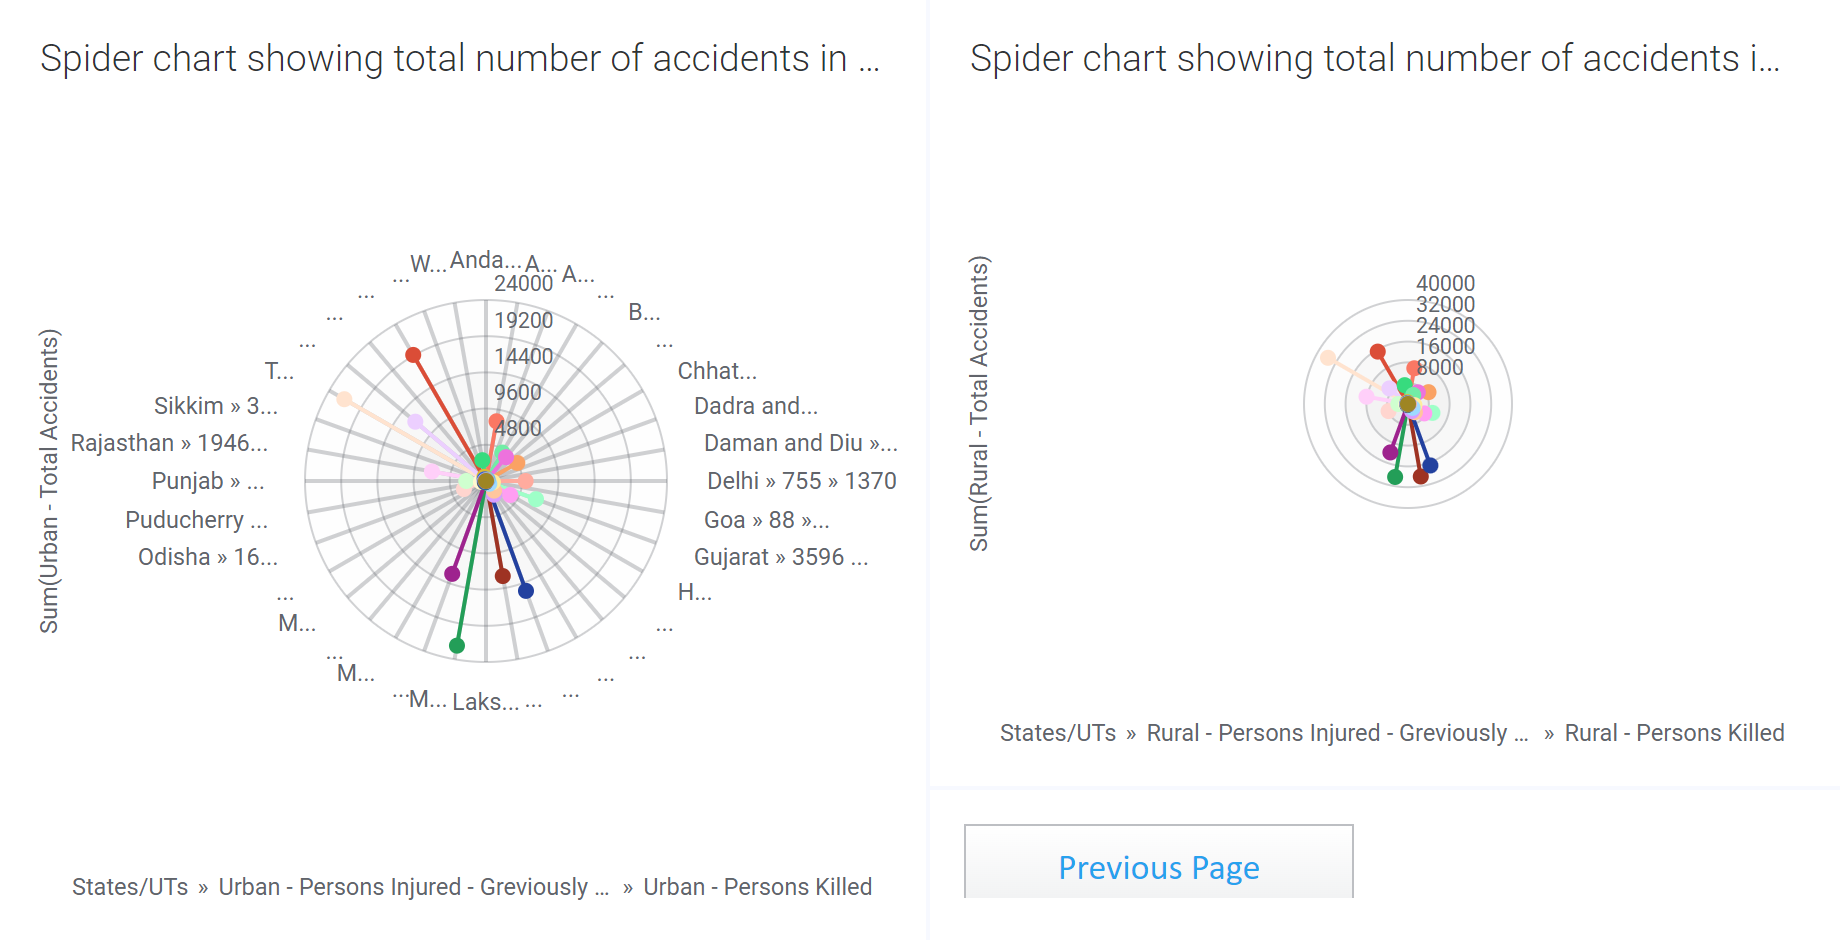 Spider chart showing total number of accidents in ...
Sum(Urban - Total Accidents)
Anda...
A...
A...
...
B...
...
Chhat...
Dadra and...
Daman and Diu »...
Delhi » 755 » 1370
Goa » 88 »...
Gujarat » 3596 ...
H...
...
...
...
...
...
Laks...
M...
...
M...
...
M...
...
Odisha » 16...
Puducherry ...
Punjab » ...
Rajasthan » 1946...
Sikkim » 3...
T...
...
...
...
...
W...
24000
19200
14400
9600
4800
States/UTs » Urban - Persons Injured - Greviously ... » Urban - Persons Killed
Spider chart showing total number of accidents i...
Sum(Rural - Total Accidents)
40000
32000
24000
16000
8000
States/UTs » Rural - Persons Injured - Greviously ... » Rural - Persons Killed
Previous Page